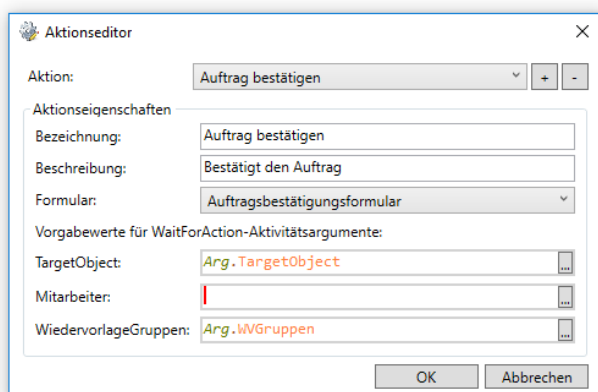 Aktionseditor
Aktion: Auftrag bestätigen + -
Aktionseigenschaften
Bezeichnung: Auftrag bestätigen
Beschreibung: Bestätigt den Auftrag
Formular: Auftragsbestätigungsformular
Vorgabewerte für WaitForAction-Aktivitätsargumente:
TargetObject: Arg.TargetObject ...
Mitarbeiter: ...
WiedervorlageGruppen: Arg.WVGruppen ...
OK Abbrechen